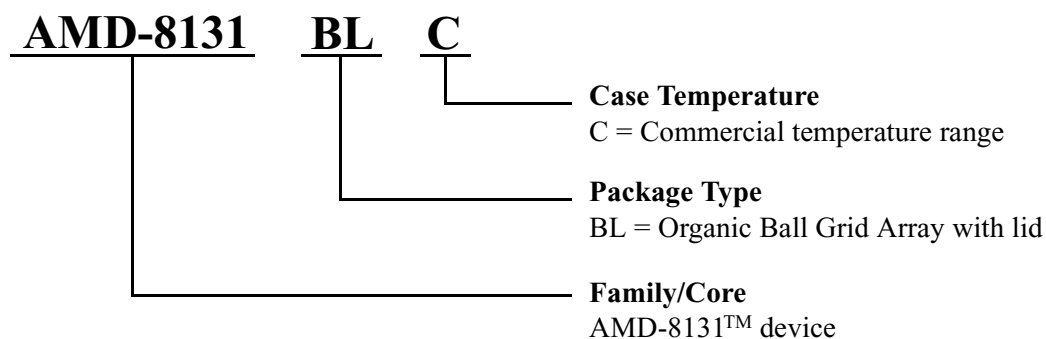 AMD-8131 BL C
Case Temperature
C = Commercial temperature range
Package Type
BL = Organic Ball Grid Array with lid
Family/Core
AMD-8131™ device